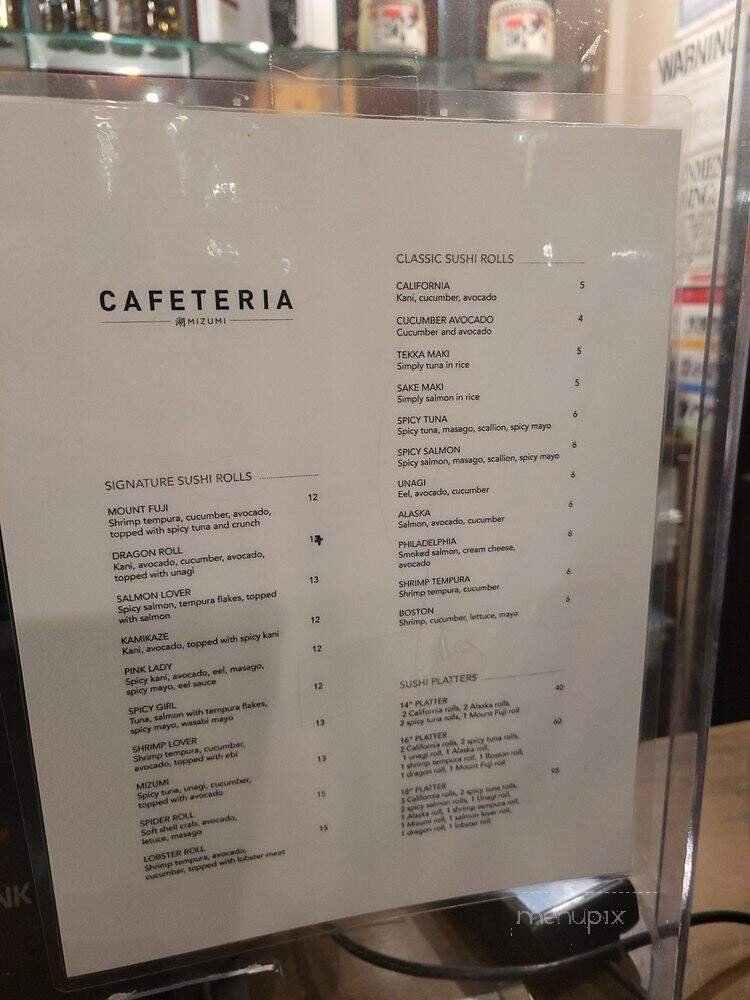 WARNING
CAFETERIA
湖 MIZUMI
SIGNATURE SUSHI ROLLS
MOUNT FUJI 12
Shrimp tempura, cucumber, avocado,
topped with spicy tuna and crunch
DRAGON ROLL
Kani, avocado, cucumber, avocado,
topped with unagi
SALMON LOVER 13
Spicy salmon, tempura flakes, topped
with salmon
KAMIKAZE 12
Kani, avocado, topped with spicy kani
PINK LADY 12
Spicy kani, avocado, eel, masago,
spicy mayo, eel sauce
SPICY GIRL 12
Tuna, salmon with tempura flakes,
spicy mayo, wasabi mayo
SHRIMP LOVER 13
Shrimp tempura, cucumber,
avocado, topped with ebi
MIZUMI 13
Spicy tuna, unagi, cucumber,
topped with avocado
SPIDER ROLL 15
Soft shell crab, avocado,
letuce, masago
LOBSTER ROLL 15
Shrimp tempura, avocado,
cucumber, topped with lobster meat
CLASSIC SUSHI ROLLS
CALIFORNIA 5
Kani, cucumber, avocado
CUCUMBER AVOCADO 4
Cucumber and avocado
TEKKA MAKI 5
Simply tuna in rice
SAKE MAKI 5
Simply salmon in rice
SPICY TUNA 6
Spicy tuna, masago, scallion, spicy mayo
SPICY SALMON 6
Spicy salmon, masago, scallion, spicy mayo
UNAGI 6
Eel, avocado, cucumber
ALASKA 6
Salmon, avocado, cucumber
PHILADELPHIA 6
Smoked salmon, cream cheese,
avocado
SHRIMP TEMPURA 6
Shrimp tempura, cucumber
BOSTON 6
Shrimp, cucumber, lettuce, mayo
SUSHI PLATTERS
14" PLATTER 40
2 California rolls, 2 Alaska rolls,
2 spicy tuna rolls, 1 Mount Fuji roll
16" PLATTER 60
2 California rolls, 2 spicy tuna rolls,
1 unagi roll, 1 Alaska roll,
1 shrimp tempura roll, 1 Boston roll,
1 dragon roll, 1 Mount Fuji roll
18" PLATTER 95
3 California rolls, 2 spicy tuna rolls,
2 spicy salmon rolls, 1 Unagi roll,
1 Alaska roll, 1 shrimp tempura roll,
1 Mizumi roll, 1 salmon lover roll,
1 dragon roll, 1 lobster roll
NK
menupix